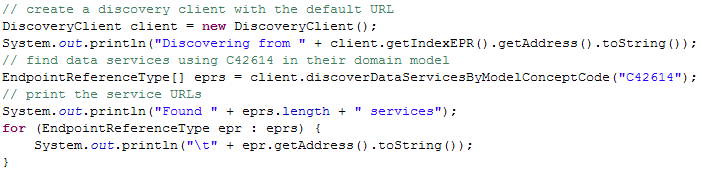 // create a discovery client with the default URL
DiscoveryClient client = new DiscoveryClient();
System.out.println("Discovering from " + client.getIndexEPR().getAddress().toString());
// find data services using C42614 in their domain model
EndpointReferenceType[] eprs = client.discoverDataServicesByModelConceptCode("C42614");
// print the service URLs
System.out.println("Found " + eprs.length + " services");
for (EndpointReferenceType epr : eprs) {
    System.out.println("\t" + epr.getAddress().toString());
}